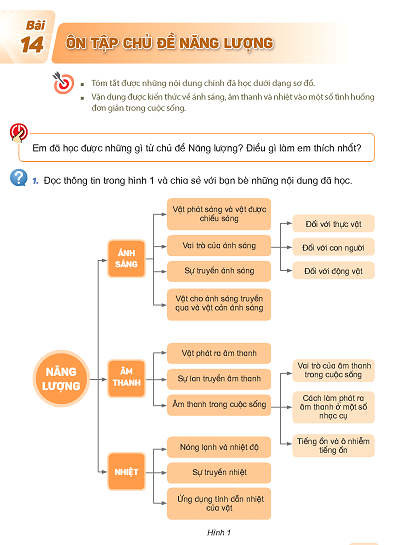 Bài
14
ÔN TẬP CHỦ ĐỀ NĂNG LƯỢNG
Tóm tắt được những nội dung chính đã học dưới dạng sơ đồ.
Vận dụng được kiến thức về ánh sáng, âm thanh và nhiệt vào một số tình huống
đơn giản trong cuộc sống.
Em đã học được những gì từ chủ đề Năng lượng? Điều gì làm em thích nhất?
1. Đọc thông tin trong hình 1 và chia sẻ với bạn bè những nội dung đã học.
NĂNG
LƯỢNG
ÁNH
SÁNG
Vật phát sáng và vật được
chiếu sáng
Vai trò của ánh sáng
Đối với thực vật
Đối với con người
Đối với động vật
Sự truyền ánh sáng
Vật cho ánh sáng truyền
qua và vật cản ánh sáng
ÂM
THANH
Vật phát ra âm thanh
Sự lan truyền âm thanh
Âm thanh trong cuộc sống
Vai trò của âm thanh
trong cuộc sống
Cách làm phát ra
âm thanh ở một số
nhạc cụ
Tiếng ồn và ô nhiễm
tiếng ồn
NHIỆT
Nóng lạnh và nhiệt độ
Sự truyền nhiệt
Ứng dụng tính dẫn nhiệt
của vật
Hình 1